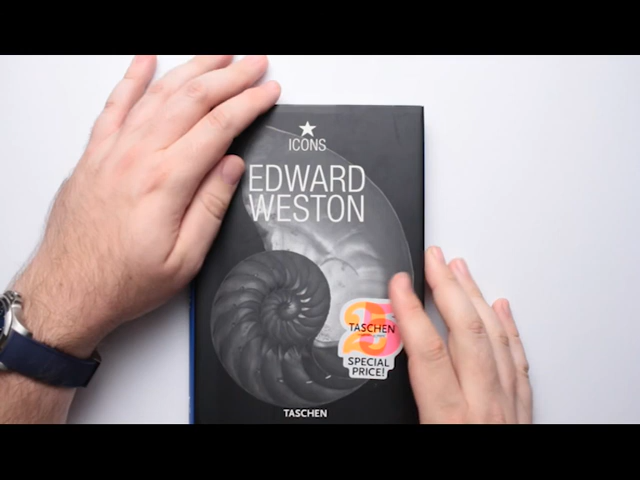 ICONS
EDWARD
WESTON
25
TASCHEN
SPECIAL
PRICE!
TASCHEN